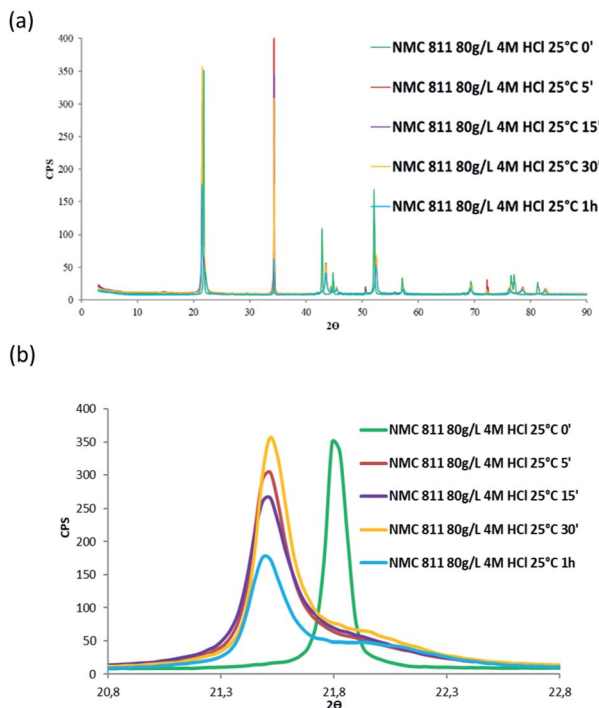 (a)
400
350
300
250
200
150
100
50
0
CPS
0 10 20 30 40 50 60 70 80 90
2Θ
NMC 811 80g/L 4M HCl 25°C 0'
NMC 811 80g/L 4M HCl 25°C 5'
NMC 811 80g/L 4M HCl 25°C 15'
NMC 811 80g/L 4M HCl 25°C 30'
NMC 811 80g/L 4M HCl 25°C 1h
(b)
400
350
300
250
200
150
100
50
0
CPS
20,8 21,3 21,8 22,3 22,8
2Θ
NMC 811 80g/L 4M HCl 25°C 0'
NMC 811 80g/L 4M HCl 25°C 5'
NMC 811 80g/L 4M HCl 25°C 15'
NMC 811 80g/L 4M HCl 25°C 30'
NMC 811 80g/L 4M HCl 25°C 1h